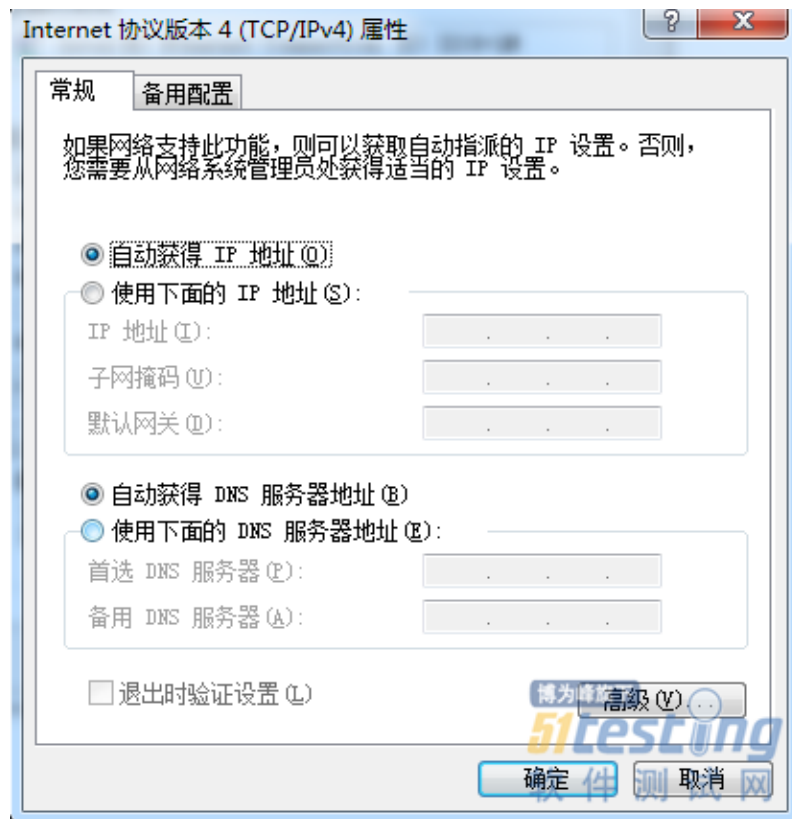 Internet 协议版本 4 (TCP/IPv4) 属性
常规
备用配置
如果网络支持此功能，则可以获取自动指派的 IP 设置。否则，
您需要从网络系统管理员处获得适当的 IP 设置。
自动获得 IP 地址(O)
使用下面的 IP 地址(S):
IP 地址(I):
子网掩码(U):
默认网关(D):
自动获得 DNS 服务器地址(B)
使用下面的 DNS 服务器地址(E):
首选 DNS 服务器(P):
备用 DNS 服务器(A):
退出时验证设置(L)
高级(V)...
博为峰旗下
51testing
确定
取消
软件测试网